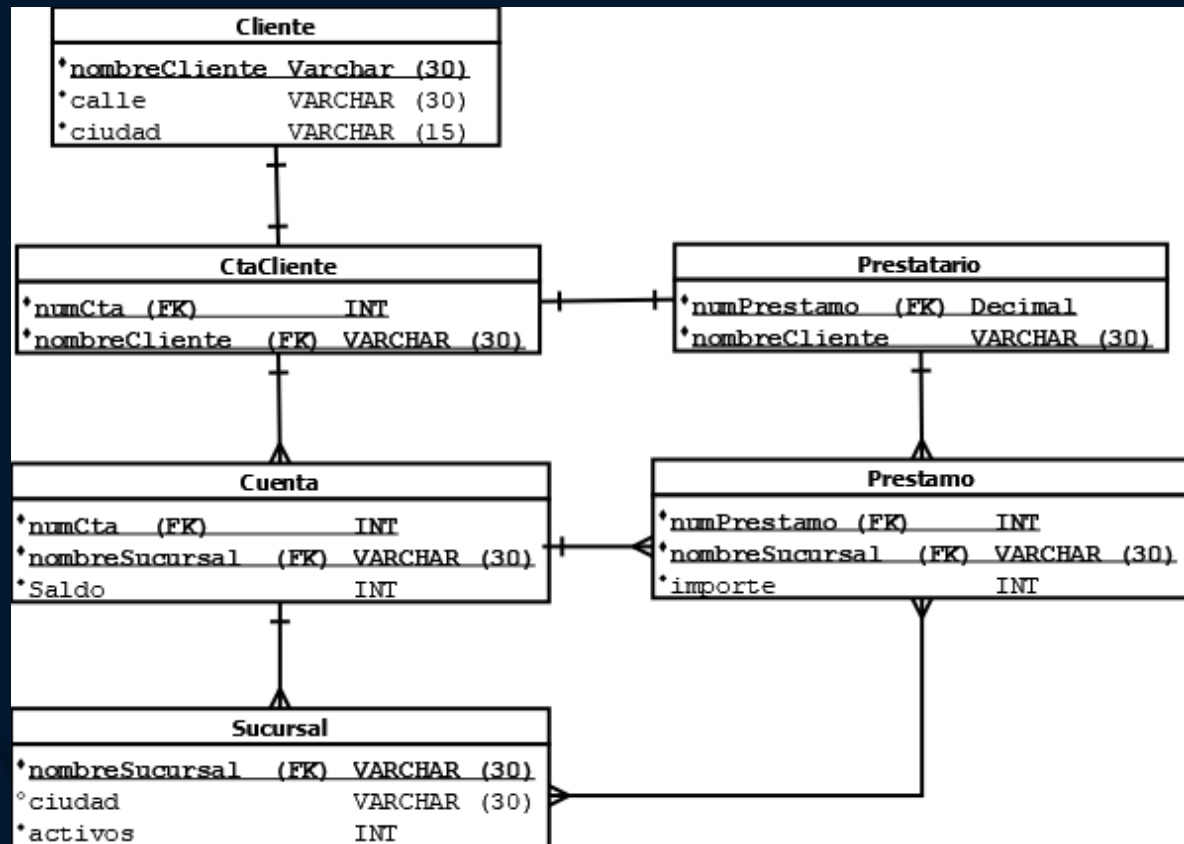 Cliente
nombreCliente Varchar (30)
calle VARCHAR (30)
ciudad VARCHAR (15)
CtaCliente
numCta (FK) INT
nombreCliente (FK) VARCHAR (30)
Prestatario
numPrestamo (FK) Decimal
nombreCliente VARCHAR (30)
Cuenta
numCta (FK) INT
nombreSucursal (FK) VARCHAR (30)
Saldo INT
Prestamo
numPrestamo (FK) INT
nombreSucursal (FK) VARCHAR (30)
importe INT
Sucursal
nombreSucursal (FK) VARCHAR (30)
ciudad VARCHAR (30)
activos INT